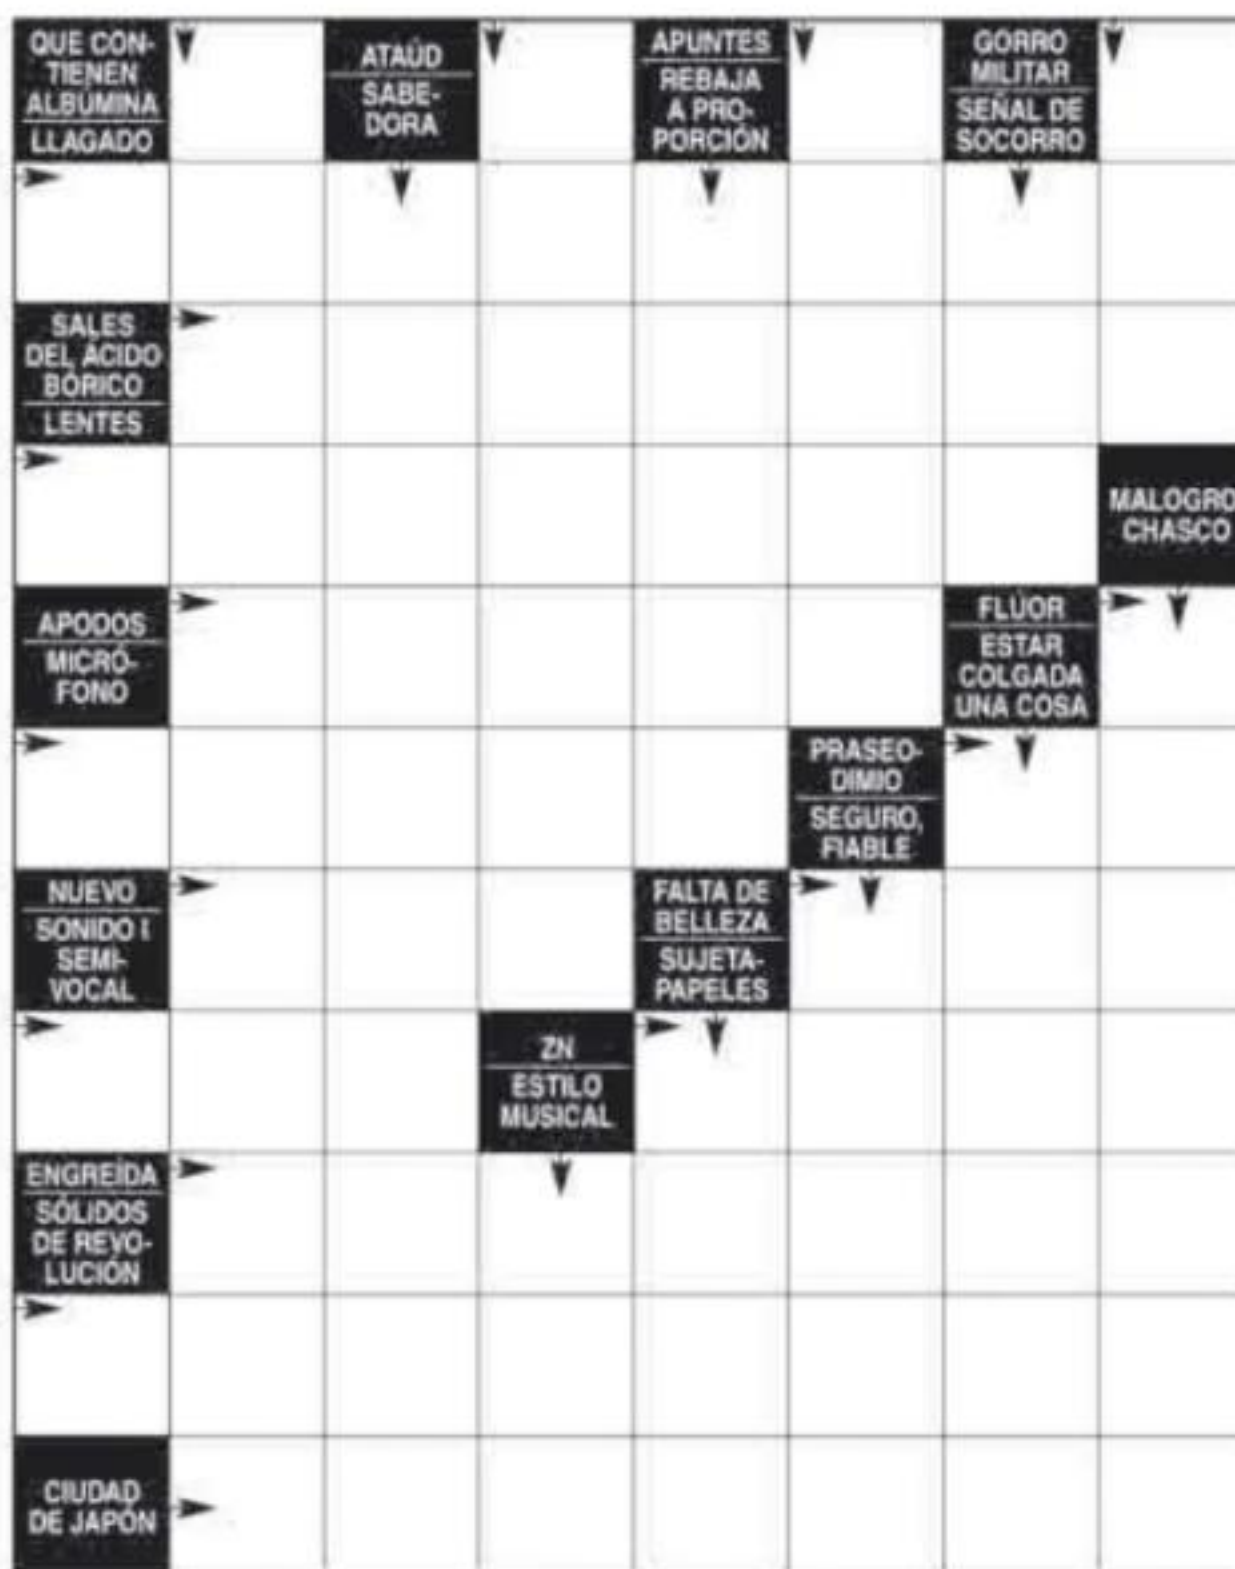 QUE CON-
TIENEN
ALBÚMINA
LLAGADO
ATAÚD
SABE-
DORA
APUNTES
REBAJA
A PRO-
PORCIÓN
GORRO
MILITAR
SEÑAL DE
SOCORRO
SALES
DEL ÁCIDO
BÓRICO
LENTES
MALOGRO,
CHASCO
APODOS
MICRÓ-
FONO
FLÚOR
ESTAR
COLGADA
UNA COSA
PRASEO-
DIMIO
SEGURO,
FIABLE
NUEVO
SONIDO I
SEMI-
VOCAL
FALTA DE
BELLEZA
SUJETA-
PAPELES
ZN
ESTILO
MUSICAL
ENGREÍDA
SÓLIDOS
DE REVO-
LUCIÓN
CIUDAD
DE JAPÓN